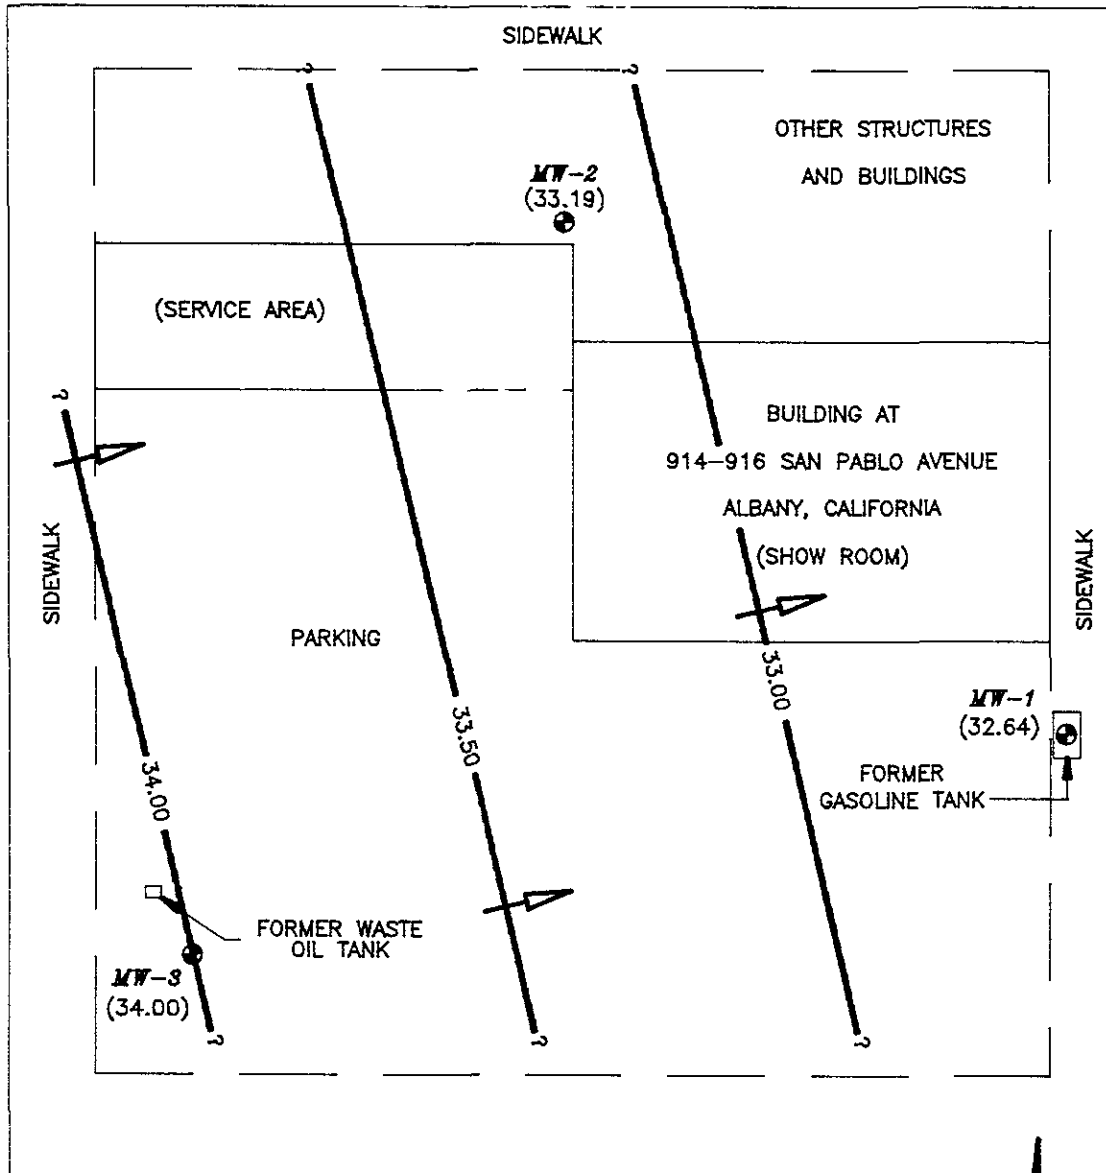 SIDEWALK
?
?
OTHER STRUCTURES
AND BUILDINGS
MW-2
(33.19)
(SERVICE AREA)
?
BUILDING AT
914-916 SAN PABLO AVENUE
ALBANY, CALIFORNIA
(SHOW ROOM)
SIDEWALK
SIDEWALK
PARKING
33.00
MW-1
(32.64)
33.50
34.00
FORMER
GASOLINE TANK
FORMER WASTE
OIL TANK
MW-3
(34.00)
?
?
?